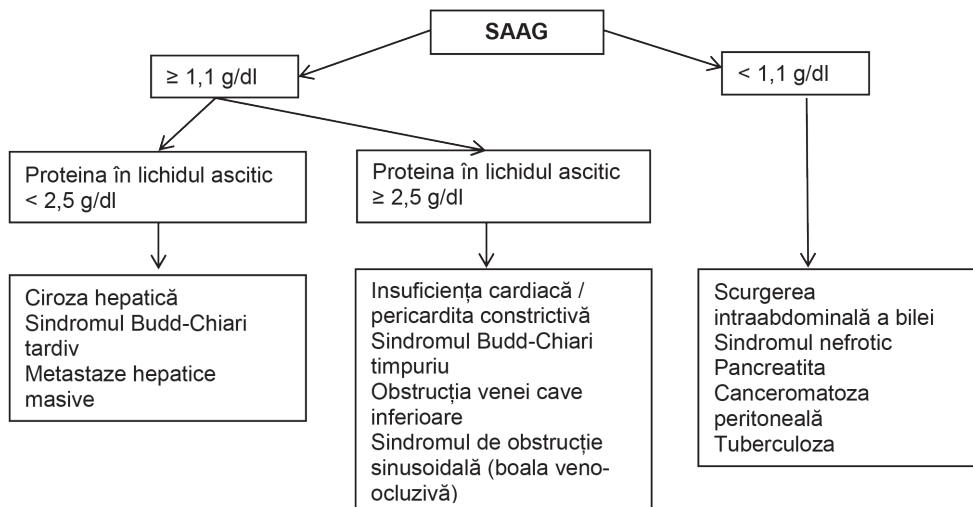 SAAG
≥ 1,1 g/dl
< 1,1 g/dl
Proteina în lichidul ascitic
< 2,5 g/dl
Proteina în lichidul ascitic
≥ 2,5 g/dl
Ciroza hepatică
Sindromul Budd-Chiari
tardiv
Metastaze hepatice
masive
Insuficiența cardiacă /
pericardita constrictivă
Sindromul Budd-Chiari
timpuriu
Obstrucția venei cave
inferioare
Sindromul de obstrucție
sinusoidală (boala veno-
ocluzivă)
Scurgerea
intraabdominală a bilei
Sindromul nefrotic
Pancreatita
Canceromatoza
peritoneală
Tuberculoza